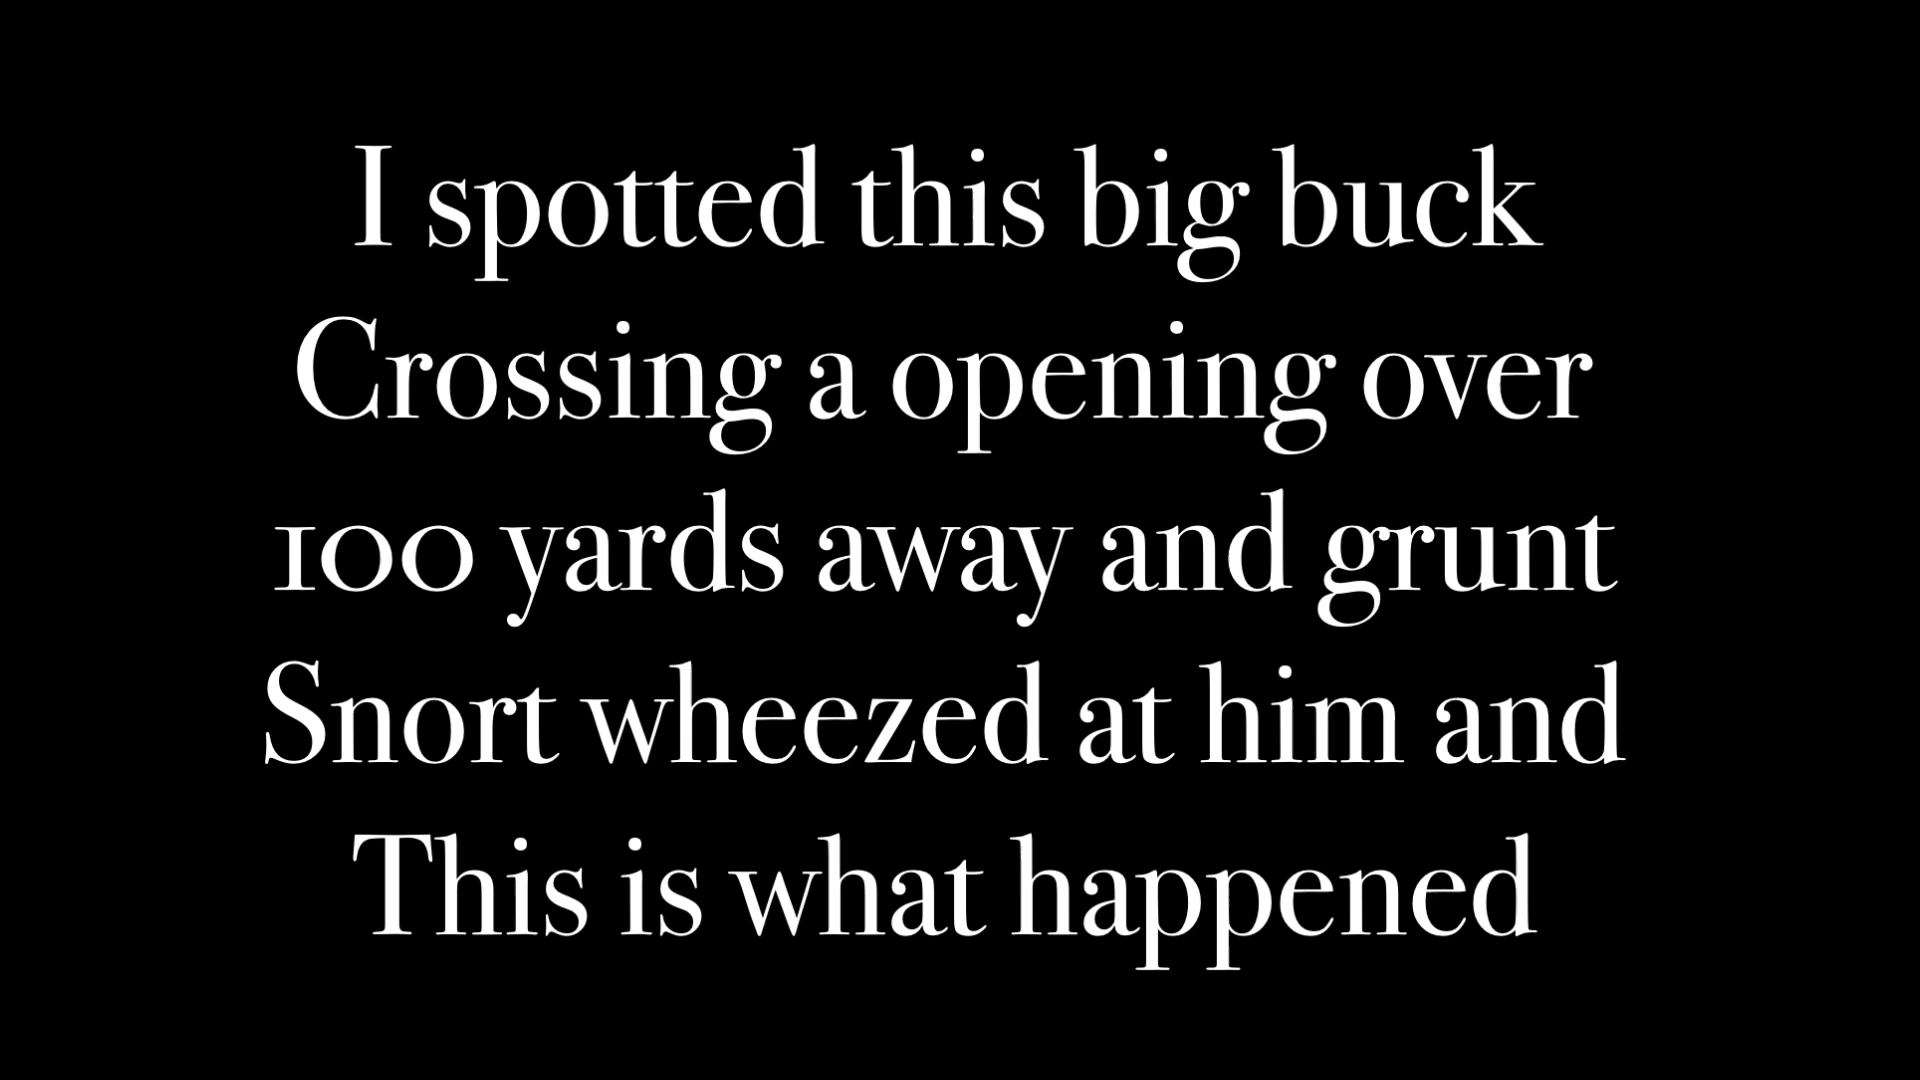 I spotted this big buck
Crossing a opening over
100 yards away and grunt
Snort wheezed at him and
This is what happened